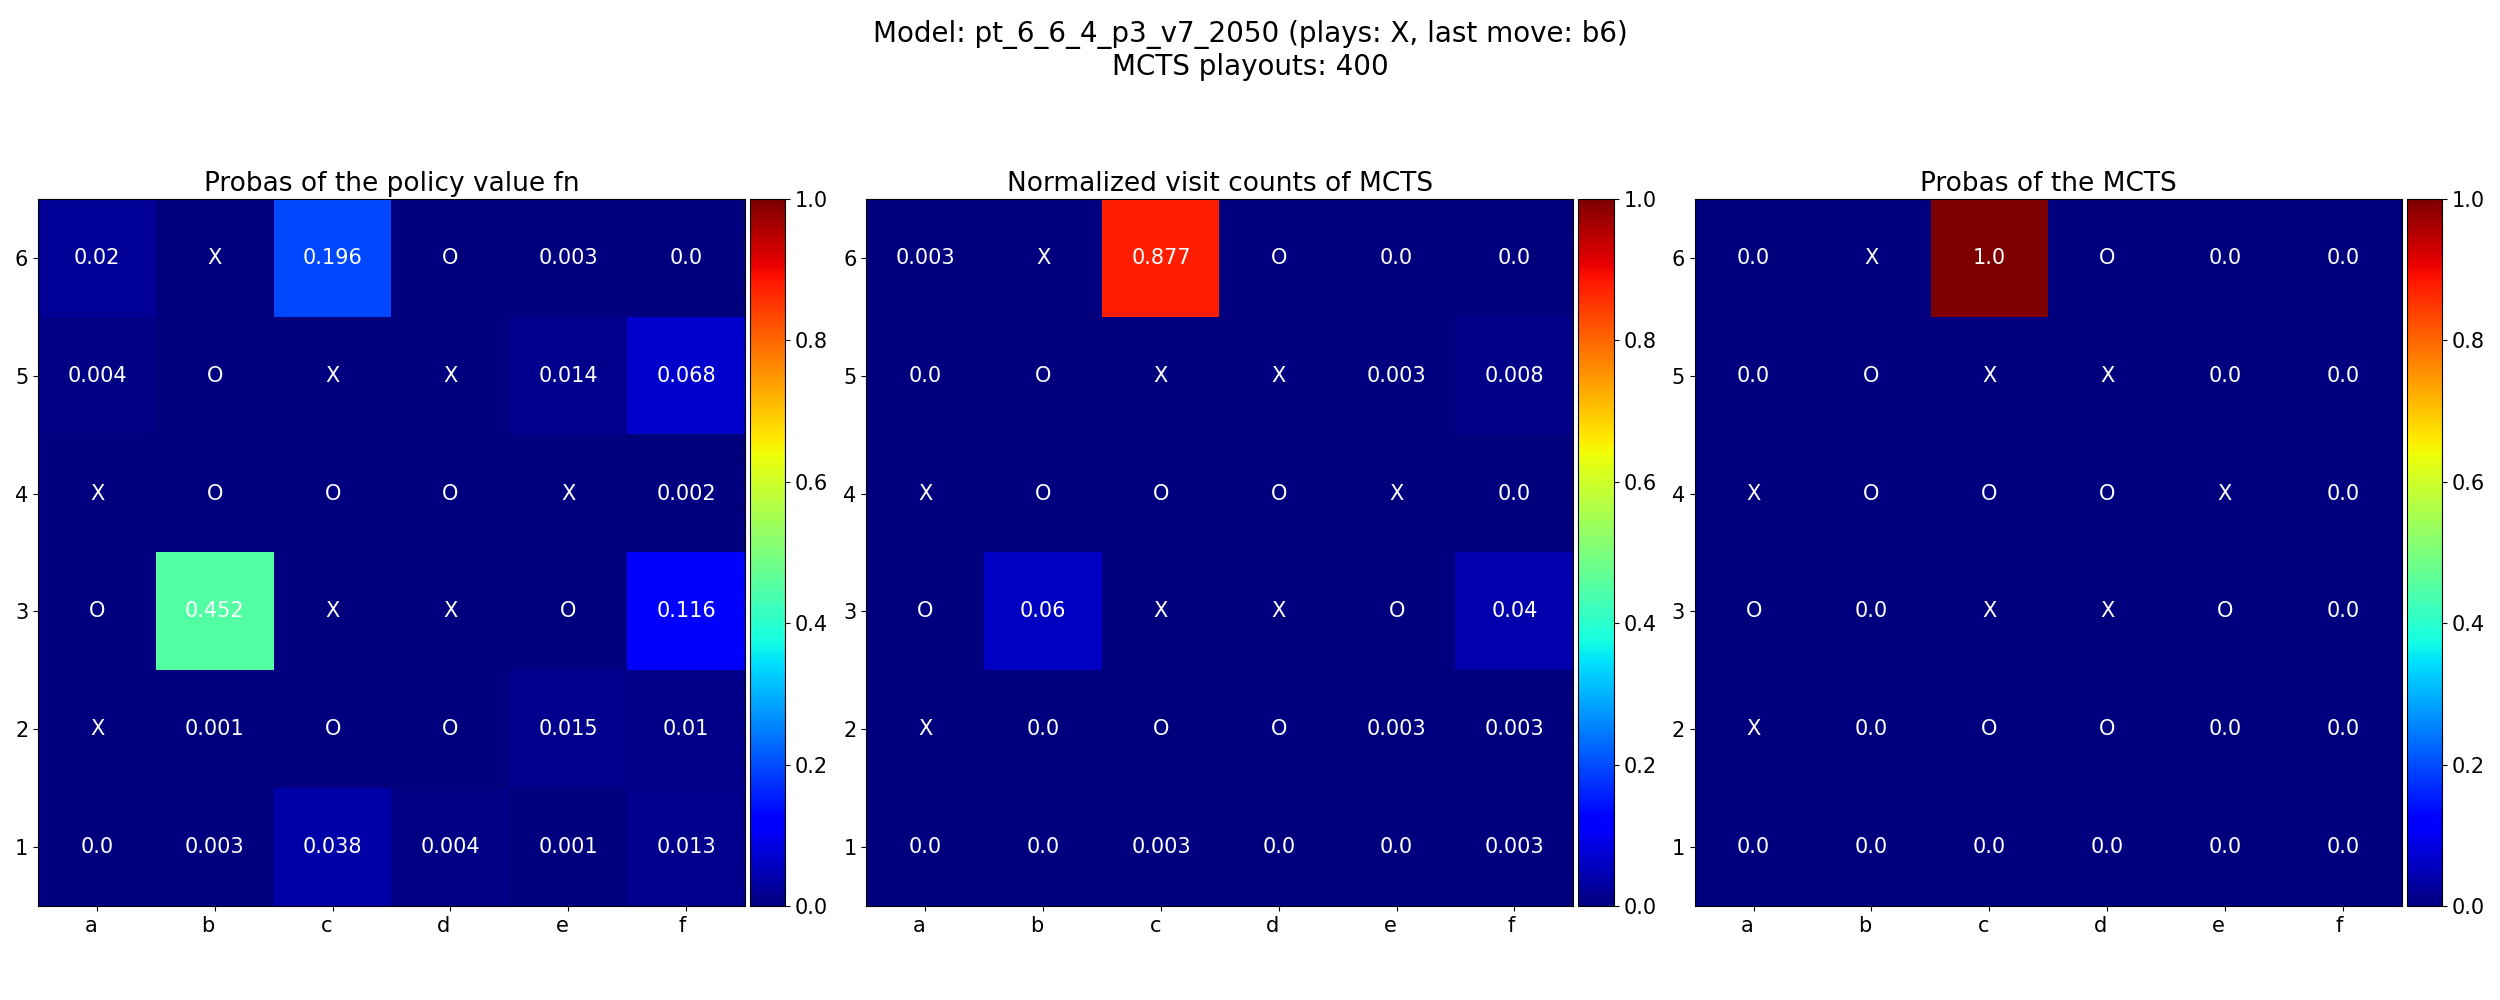 Model: pt_6_6_4_p3_v7_2050 (plays: X, last move: b6)
MCTS playouts: 400
Probas of the policy value fn
6 0.02 X 0.196 O 0.003 0.0
5 0.004 O X X 0.014 0.068
4 X O O O X 0.002
3 O 0.452 X X O 0.116
2 X 0.001 O O 0.015 0.01
1 0.0 0.003 0.038 0.004 0.001 0.013
a b c d e f
1.0
0.8
0.6
0.4
0.2
0.0
Normalized visit counts of MCTS
6 0.003 X 0.877 O 0.0 0.0
5 0.0 O X X 0.003 0.008
4 X O O O X 0.0
3 O 0.06 X X O 0.04
2 X 0.0 O O 0.003 0.003
1 0.0 0.0 0.003 0.0 0.0 0.003
a b c d e f
1.0
0.8
0.6
0.4
0.2
0.0
Probas of the MCTS
6 0.0 X 1.0 O 0.0 0.0
5 0.0 O X X 0.0 0.0
4 X O O O X 0.0
3 O 0.0 X X O 0.0
2 X 0.0 O O 0.0 0.0
1 0.0 0.0 0.0 0.0 0.0 0.0
a b c d e f
1.0
0.8
0.6
0.4
0.2
0.0